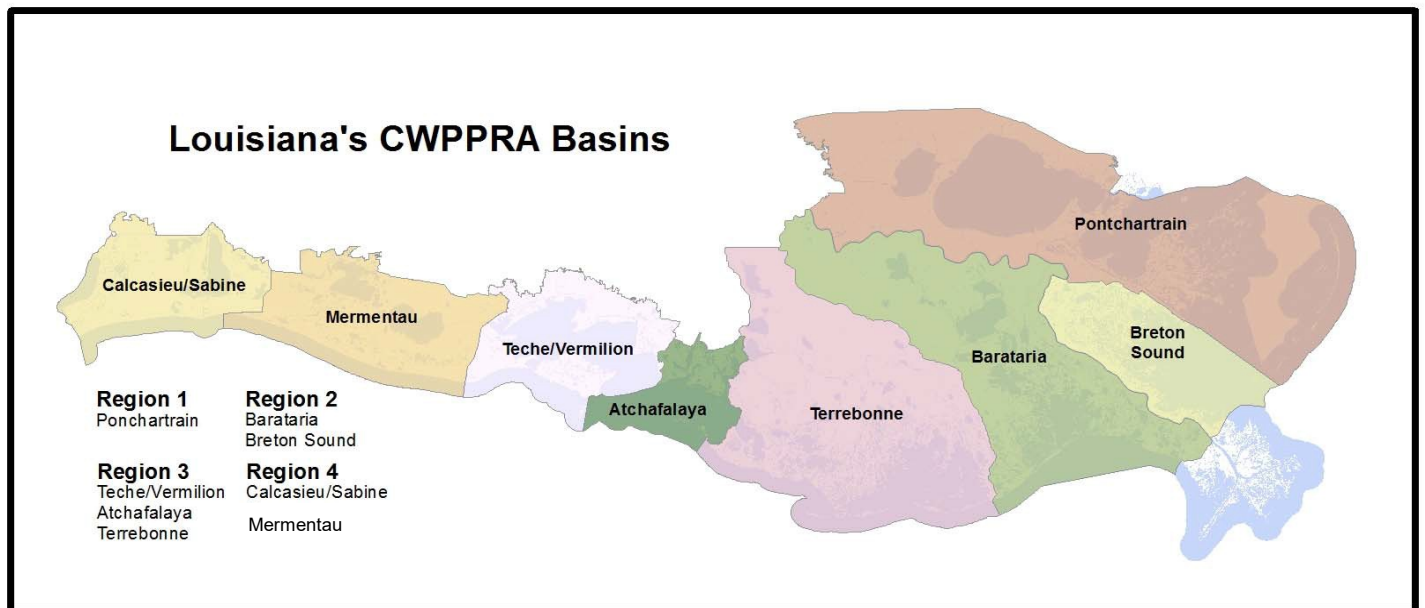 Louisiana's CWPPRA Basins
Pontchartrain
Calcasieu/Sabine
Mermentau
Teche/Vermilion
Breton
Sound
Barataria
Atchafalaya
Terrebonne
Region 1
Ponchartrain
Region 2
Barataria
Breton Sound
Region 3
Teche/Vermilion
Atchafalaya
Terrebonne
Region 4
Calcasieu/Sabine
Mermentau